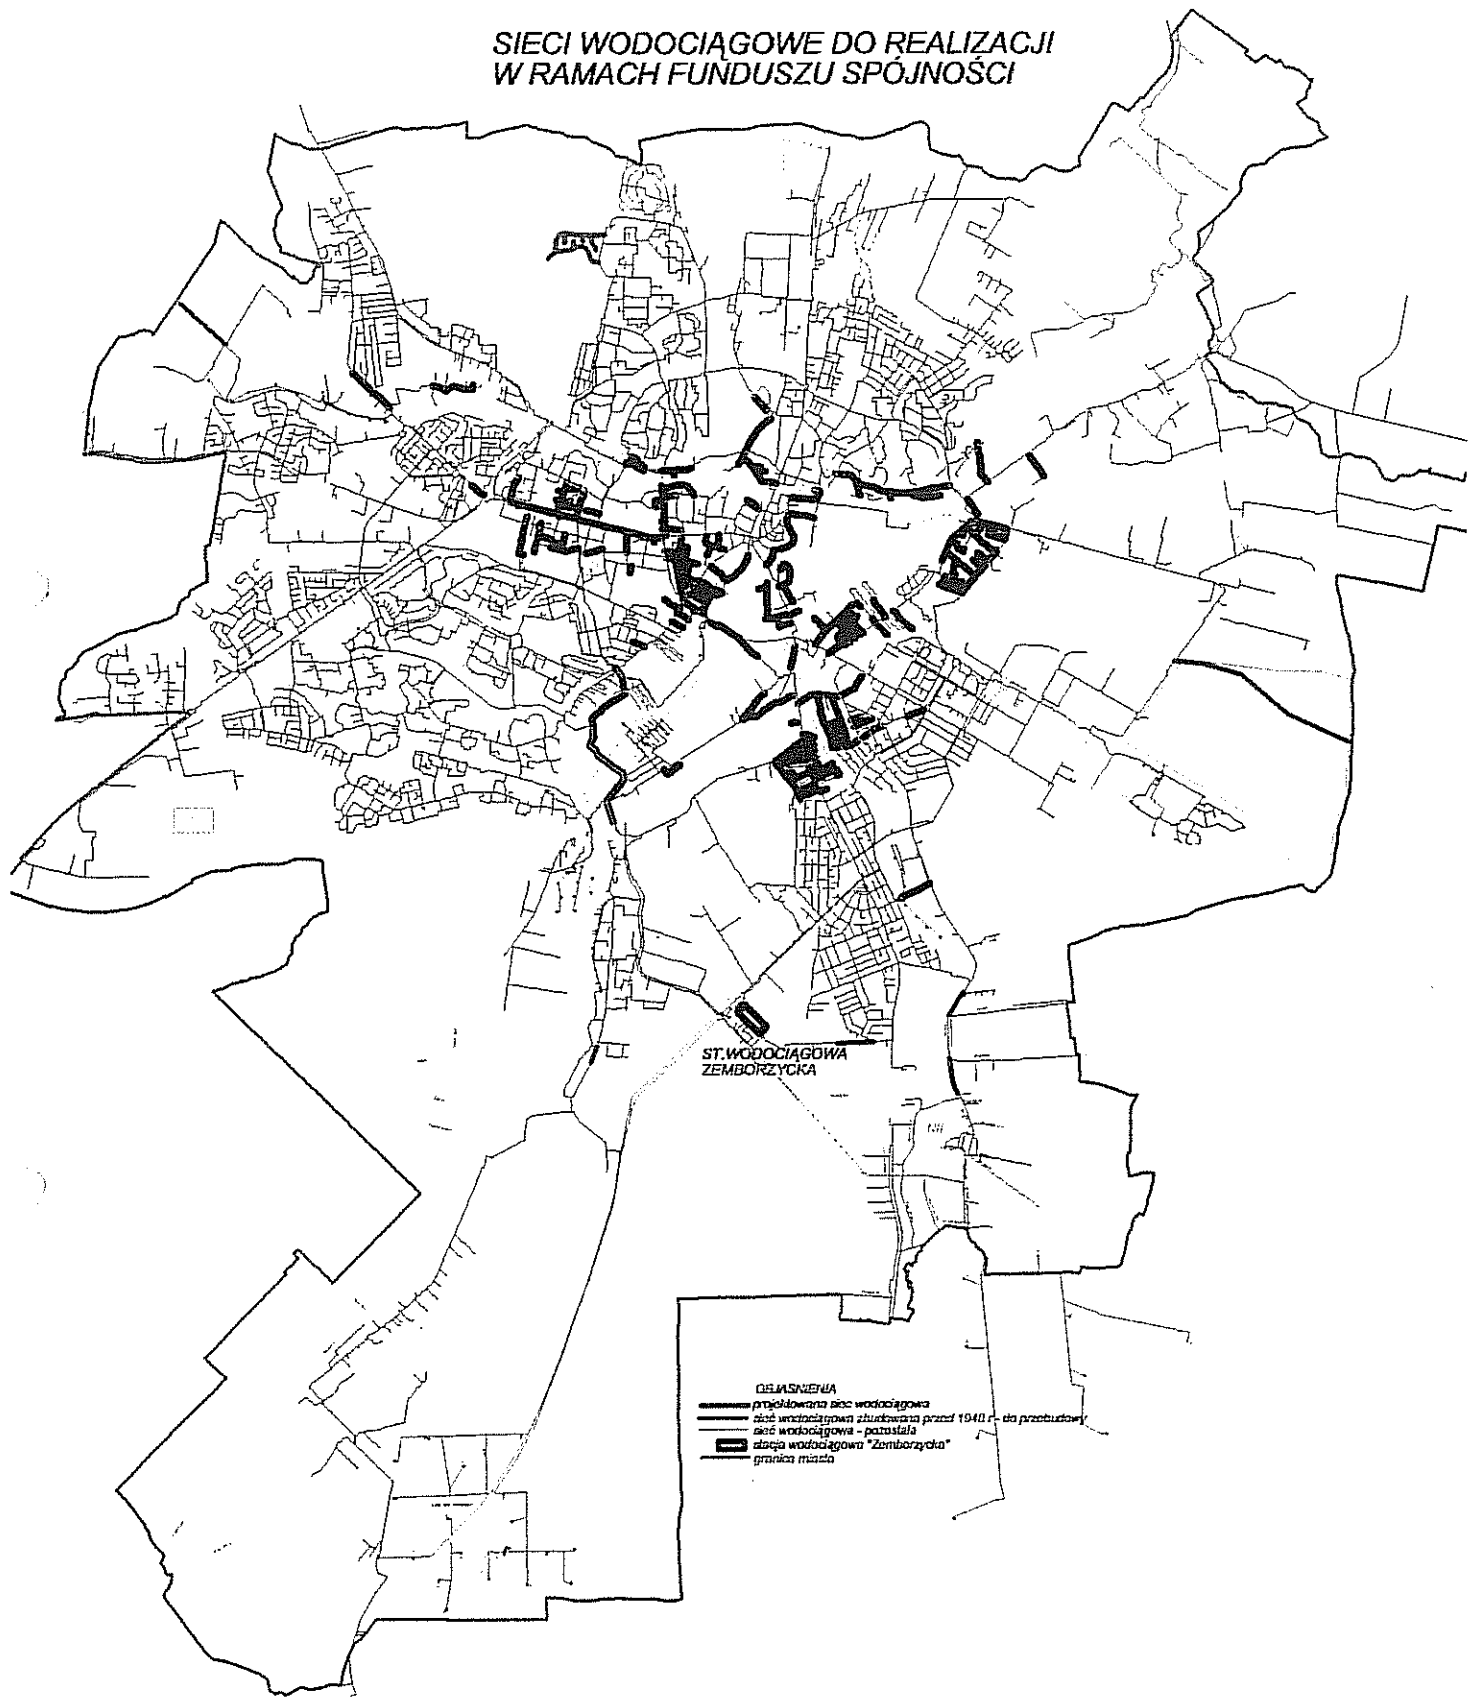 SIECI WODOCIĄGOWE DO REALIZACJI
W RAMACH FUNDUSZU SPÓJNOŚCI
ST.WODOCIĄGOWA
ZEMBORZYCKA
OBJAŚNIENIA
projektowana sieć wodociągowa
sieć wodociągowa zbudowana przed 1940 r - do przebudowy
sieć wodociągowa - pozostała
stacja wodociągowa "Zemborzycka"
granica miasta